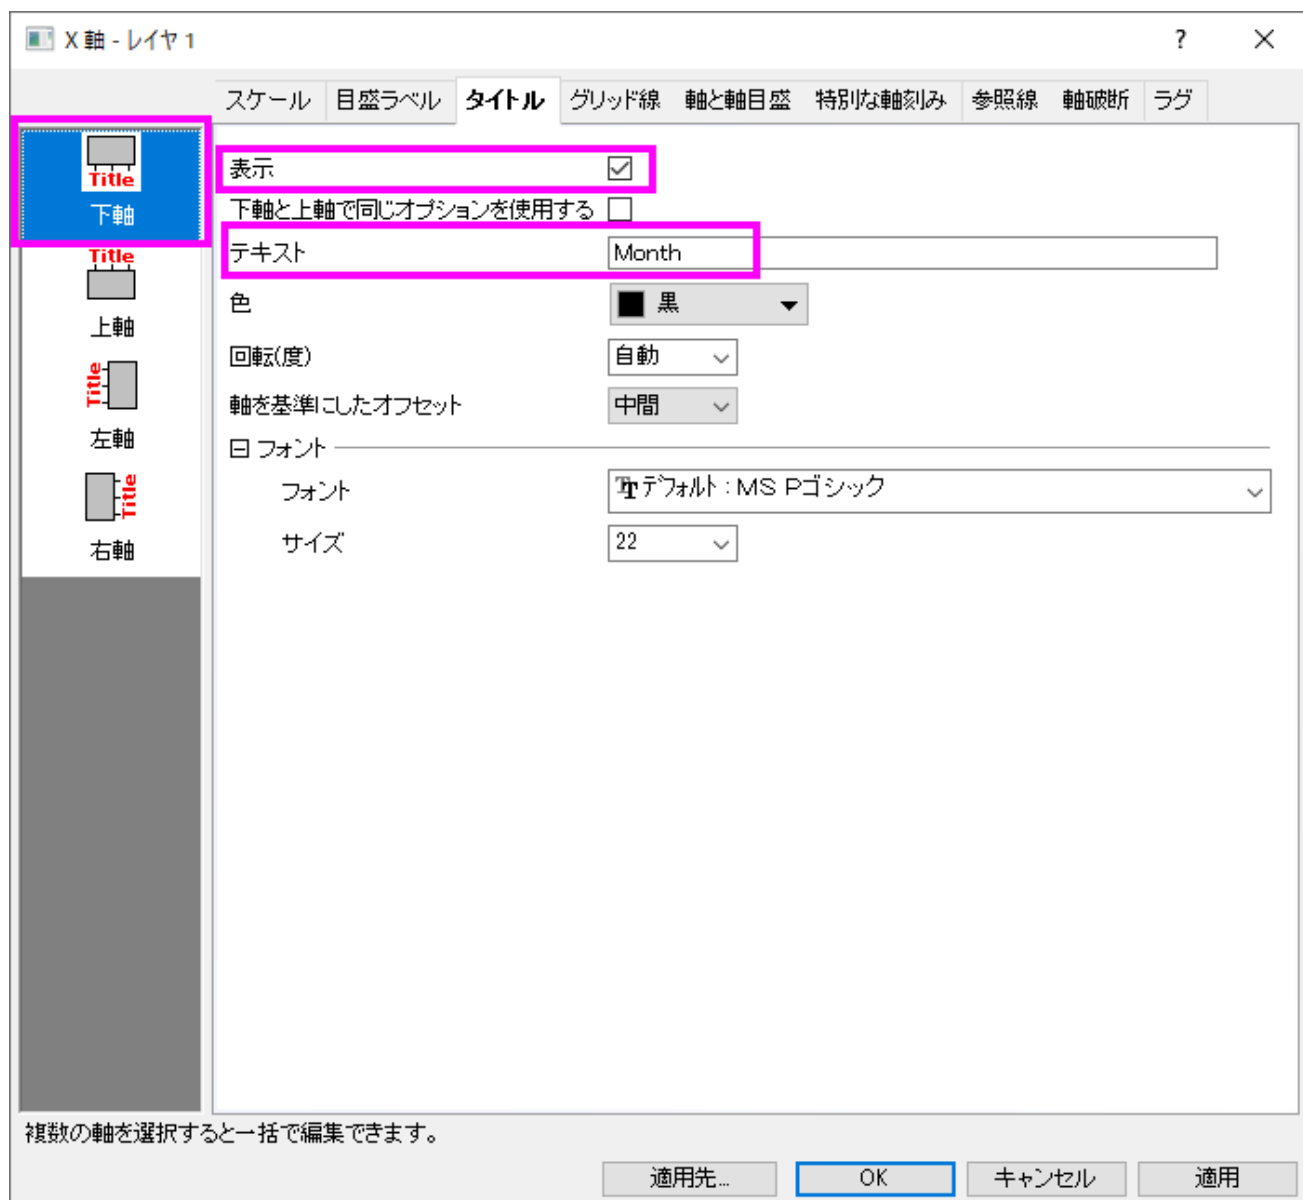 X 軸 - レイヤ 1
?
スケール 目盛ラベル タイトル グリッド線 軸と軸目盛 特別な軸刻み 参照線 軸破断 ラグ
Title
下軸
Title
上軸
Title
左軸
Title
右軸
表示
下軸と上軸で同じオプションを使用する
テキスト Month
色 黒
回転(度) 自動
軸を基準にしたオフセット 中間
フォント
フォント デフォルト : MS Pゴシック
サイズ 22
複数の軸を選択すると一括で編集できます。
適用先... OK キャンセル 適用